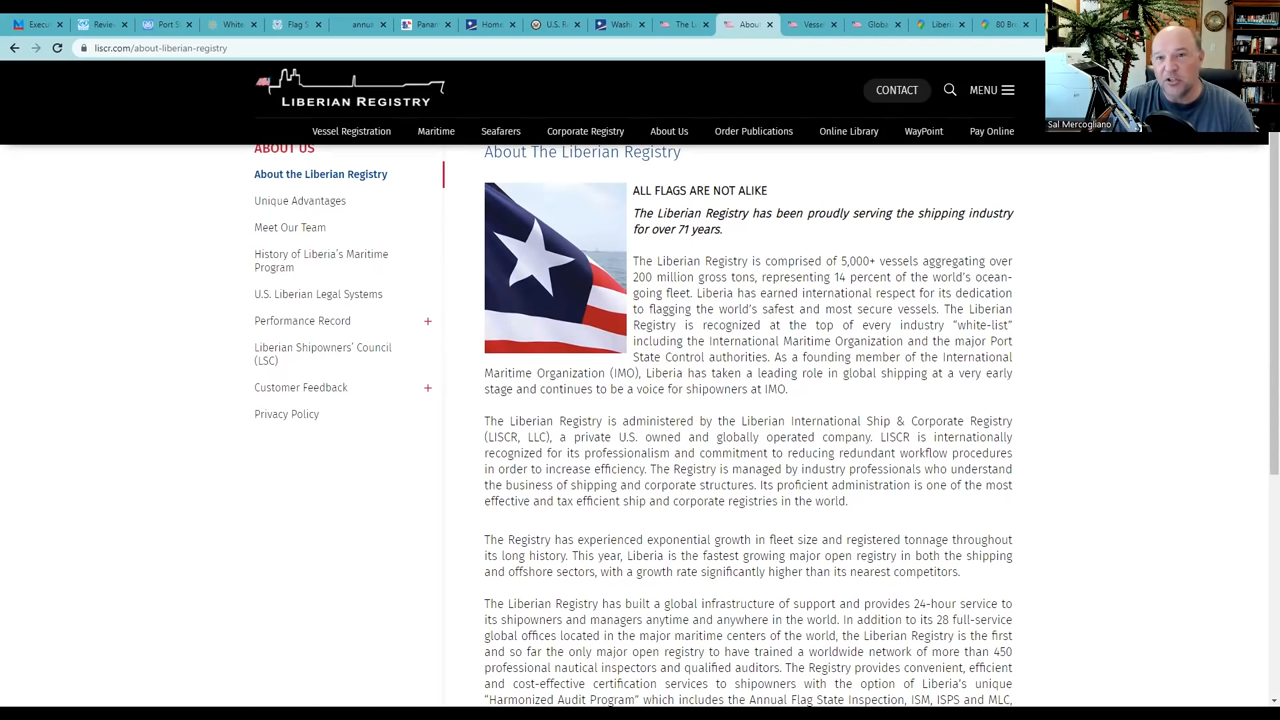 Execu
Review
Port S
White
Flag S
annua
Panam
Home
U.S. R
Wash
The L
Abou
Vesse
Globa
Liberi
80 Br
liscr.com/about-liberian-registry
LIBERIAN REGISTRY
CONTACT
MENU
Vessel Registration
Maritime
Seafarers
Corporate Registry
About Us
Order Publications
Online Library
WayPoint
Pay Online
Sal Mercogliano
ABOUT US
About the Liberian Registry
Unique Advantages
Meet Our Team
History of Liberia's Maritime
Program
U.S. Liberian Legal Systems
Performance Record +
Liberian Shipowners' Council
(LSC)
Customer Feedback +
Privacy Policy
About The Liberian Registry
ALL FLAGS ARE NOT ALIKE
The Liberian Registry has been proudly serving the shipping industry
for over 71 years.
The Liberian Registry is comprised of 5,000+ vessels aggregating over
200 million gross tons, representing 14 percent of the world's ocean-
going fleet. Liberia has earned international respect for its dedication
to flagging the world's safest and most secure vessels. The Liberian
Registry is recognized at the top of every industry "white-list"
including the International Maritime Organization and the major Port
State Control authorities. As a founding member of the International
Maritime Organization (IMO), Liberia has taken a leading role in global shipping at a very early
stage and continues to be a voice for shipowners at IMO.
The Liberian Registry is administered by the Liberian International Ship & Corporate Registry
(LISCR, LLC), a private U.S. owned and globally operated company. LISCR is internationally
recognized for its professionalism and commitment to reducing redundant workflow procedures
in order to increase efficiency. The Registry is managed by industry professionals who understand
the business of shipping and corporate structures. Its proficient administration is one of the most
effective and tax efficient ship and corporate registries in the world.
The Registry has experienced exponential growth in fleet size and registered tonnage throughout
its long history. This year, Liberia is the fastest growing major open registry in both the shipping
and offshore sectors, with a growth rate significantly higher than its nearest competitors.
The Liberian Registry has built a global infrastructure of support and provides 24-hour service to
its shipowners and managers anytime and anywhere in the world. In addition to its 28 full-service
global offices located in the major maritime centers of the world, the Liberian Registry is the first
and so far the only major open registry to have trained a worldwide network of more than 450
professional nautical inspectors and qualified auditors. The Registry provides convenient, efficient
and cost-effective certification services to shipowners with the option of Liberia's unique
"Harmonized Audit Program" which includes the Annual Flag State Inspection, ISM, ISPS and MLC,